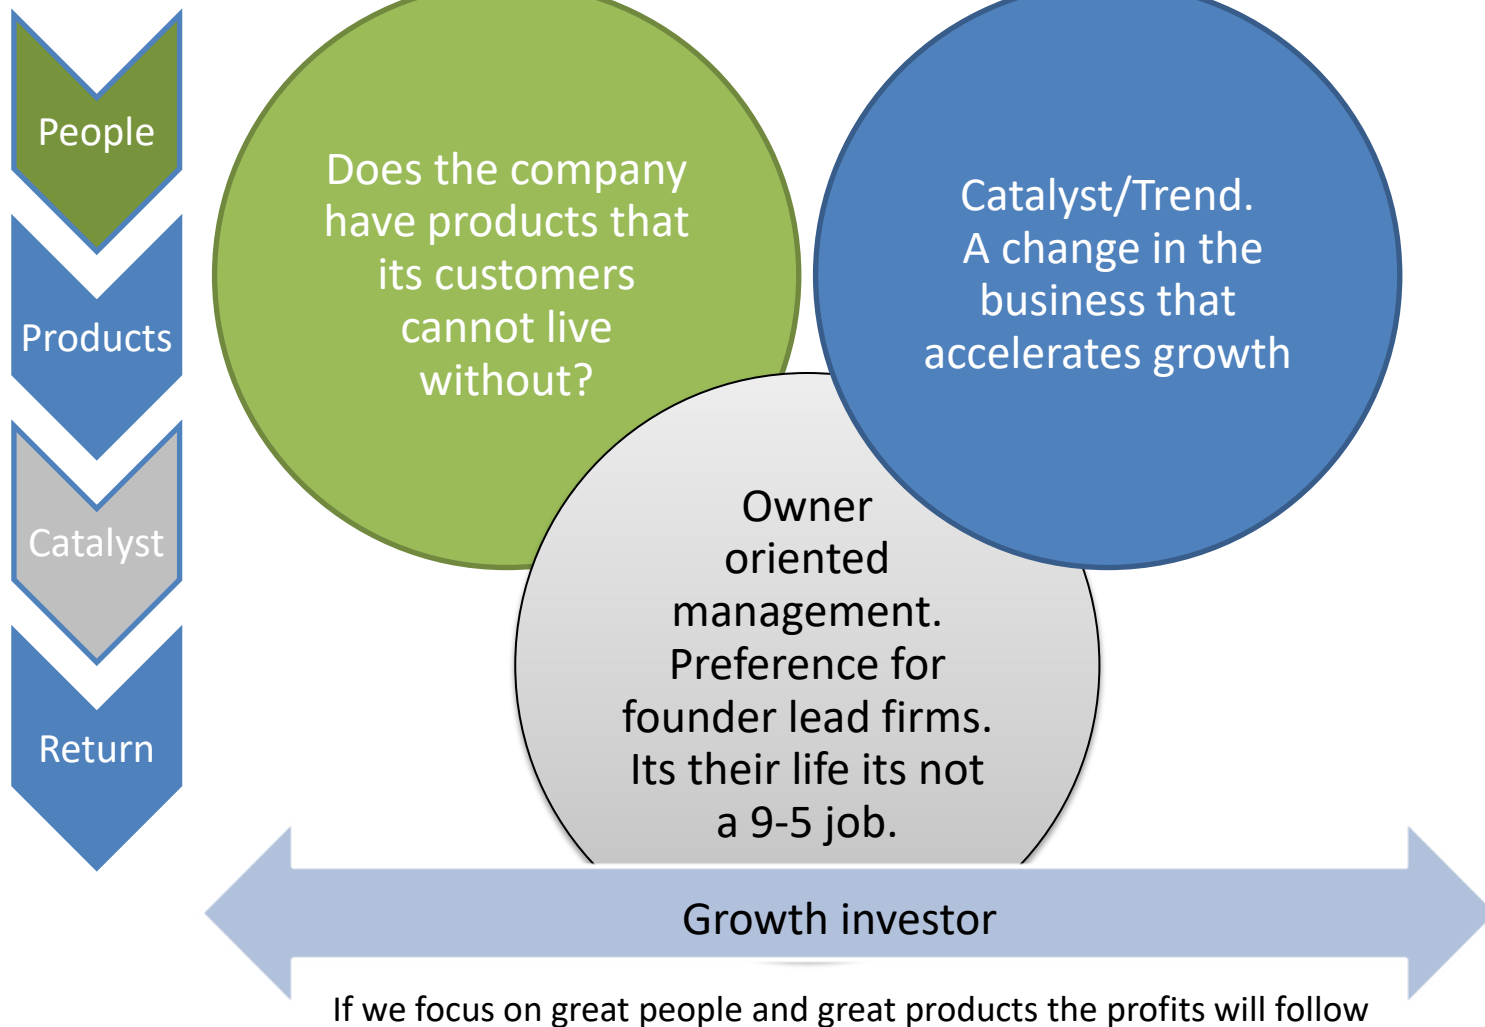 People
Products
Catalyst
Return
Does the company
have products that
its customers
cannot live
without?
Catalyst/Trend.
A change in the
business that
accelerates growth
Owner
oriented
management.
Preference for
founder lead firms.
Its their life its not
a 9-5 job.
Growth investor
If we focus on great people and great products the profits will follow